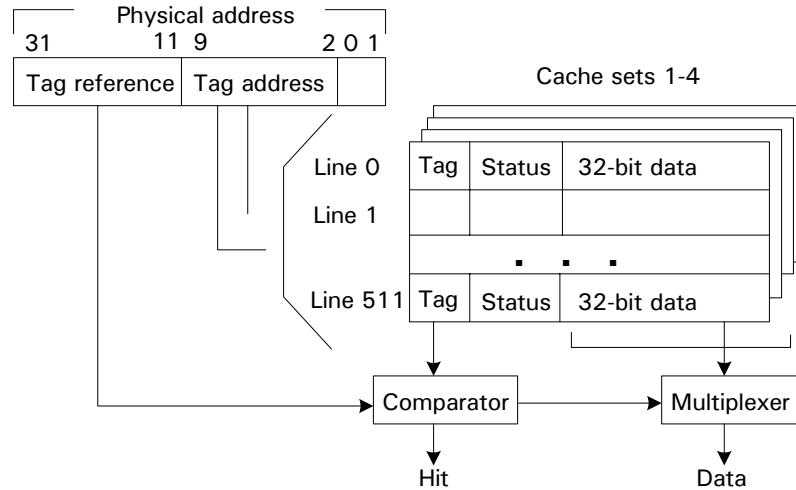 Physical address
31 11 9 2 0 1
Tag reference Tag address
Cache sets 1-4
Line 0 Tag Status 32-bit data
Line 1
. . .
Line 511 Tag Status 32-bit data
Comparator Multiplexer
Hit Data